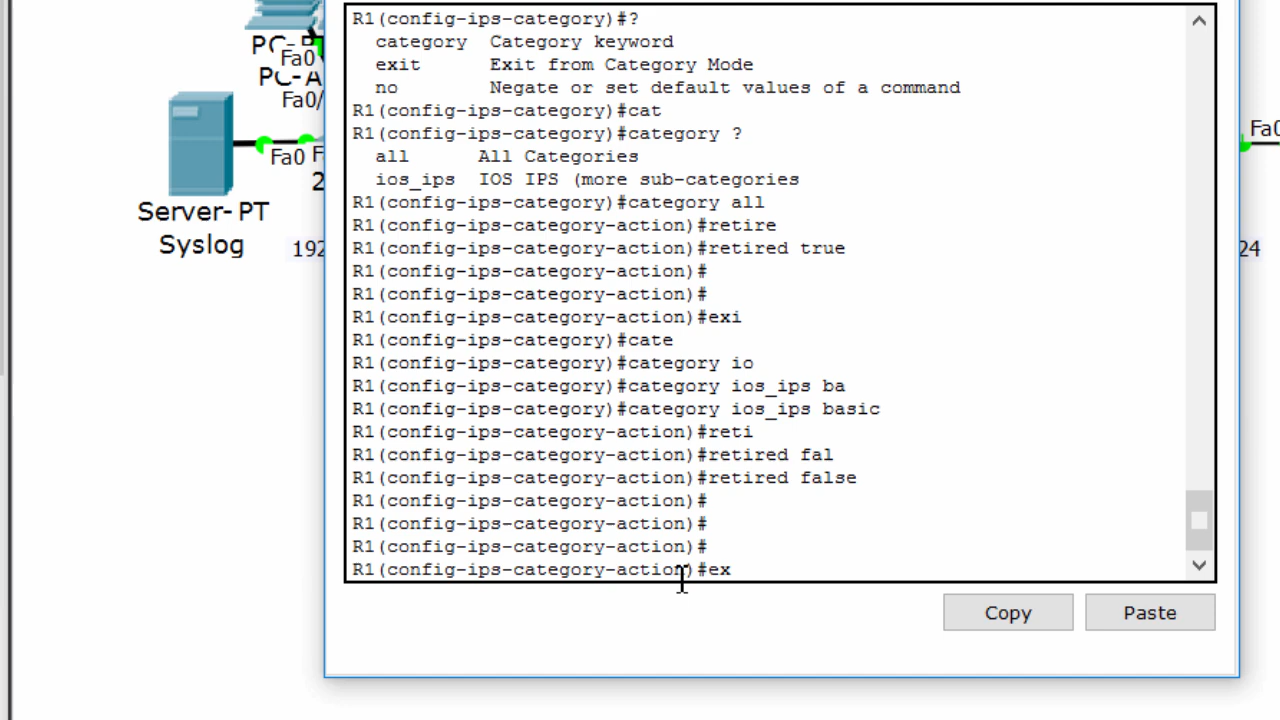 R1(config-ips-category)#?
category Category keyword
exit Exit from Category Mode
no Negate or set default values of a command
R1(config-ips-category)#cat
R1(config-ips-category)#category ?
all All Categories
ios_ips IOS IPS (more sub-categories
R1(config-ips-category)#category all
R1(config-ips-category-action)#retire
R1(config-ips-category-action)#retired true
R1(config-ips-category-action)#
R1(config-ips-category-action)#
R1(config-ips-category-action)#exi
R1(config-ips-category)#cate
R1(config-ips-category)#category io
R1(config-ips-category)#category ios_ips ba
R1(config-ips-category)#category ios_ips basic
R1(config-ips-category-action)#reti
R1(config-ips-category-action)#retired fal
R1(config-ips-category-action)#retired false
R1(config-ips-category-action)#
R1(config-ips-category-action)#
R1(config-ips-category-action)#
R1(config-ips-category-action)#ex
Copy Paste
Fa0
PC-A
Fa0/
Fa0 F
2
Server-PT
Syslog
192
Fa0
24